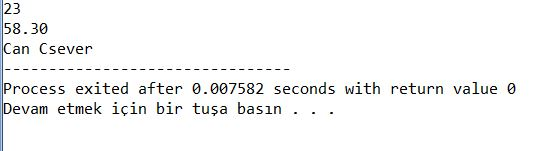 23
58.30
Can Csever
--------------------------------
Process exited after 0.007582 seconds with return value 0
Devam etmek için bir tuşa basın . . .